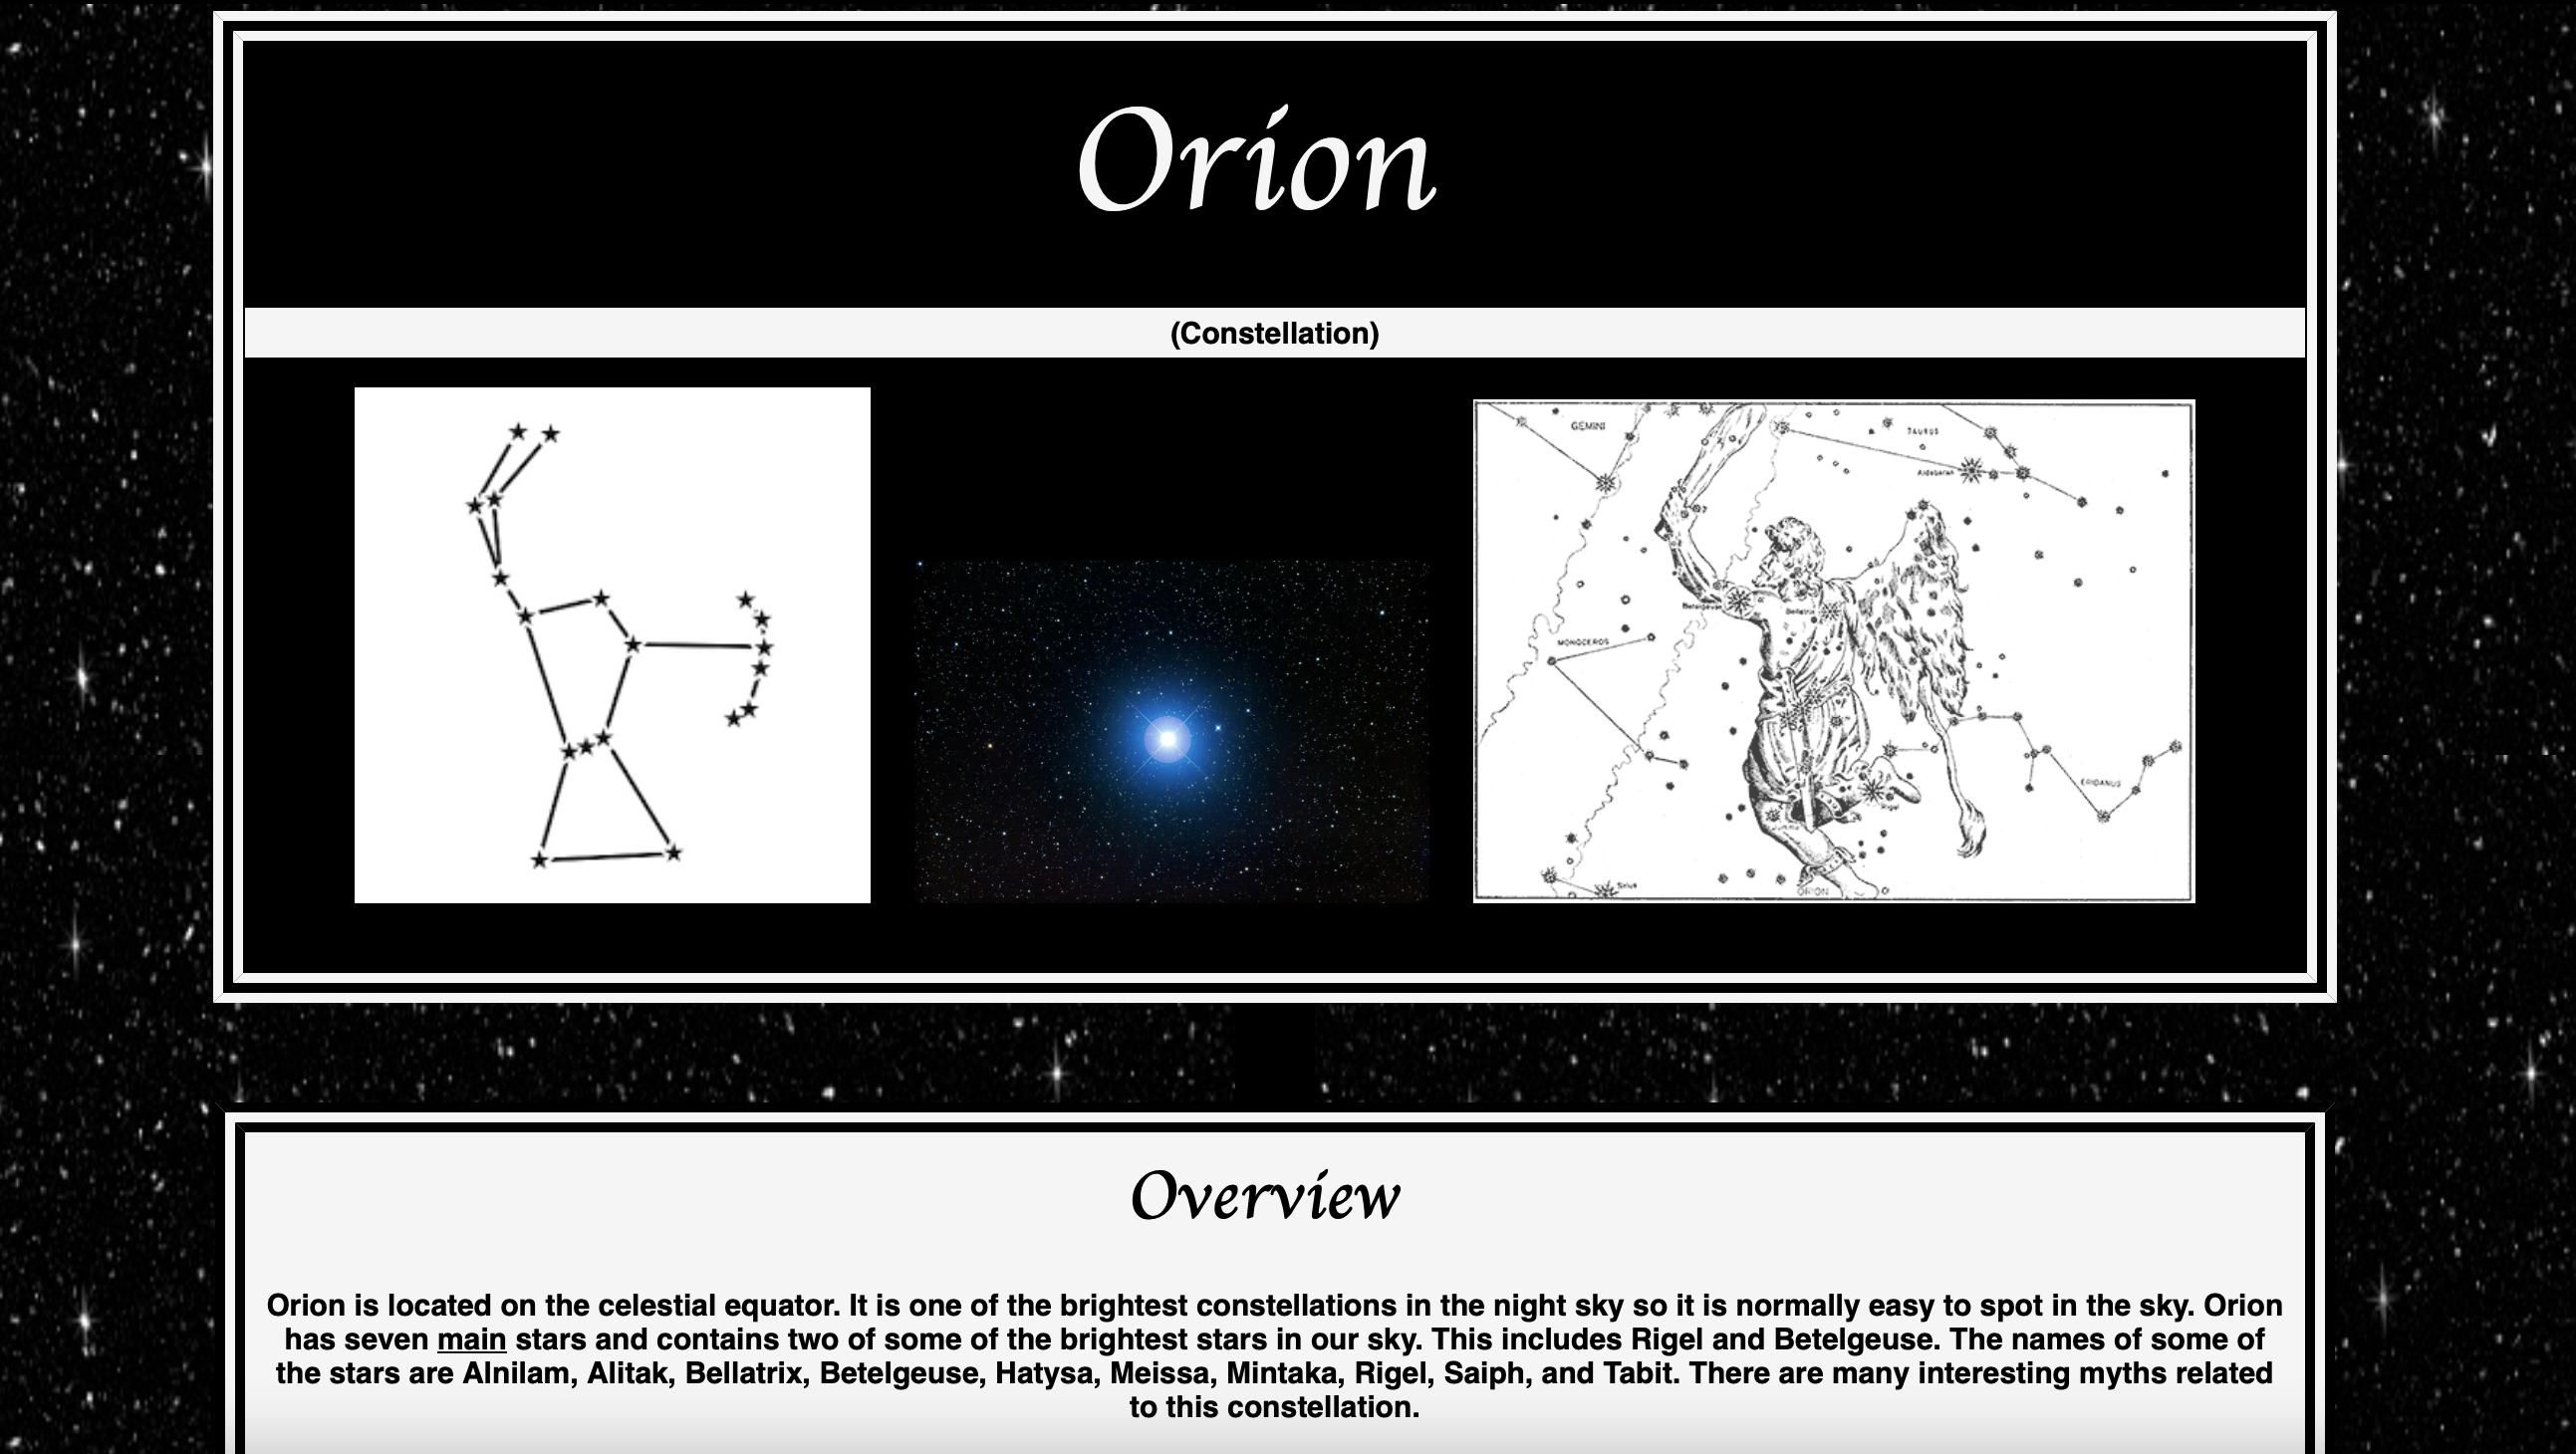 Orion
(Constellation)
GEMINI
TAURUS
Aldebaran
Betelgeuse
Bellatrix
MONOCEROS
ERIDANUS
Rigel
Sirius
ORION
Overview
Orion is located on the celestial equator. It is one of the brightest constellations in the night sky so it is normally easy to spot in the sky. Orion
has seven main stars and contains two of some of the brightest stars in our sky. This includes Rigel and Betelgeuse. The names of some of
the stars are Alnilam, Alitak, Bellatrix, Betelgeuse, Hatysa, Meissa, Mintaka, Rigel, Saiph, and Tabit. There are many interesting myths related
to this constellation.